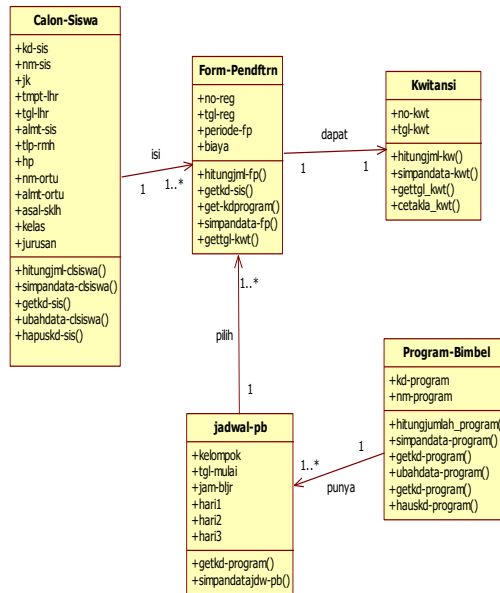 Calon-Siswa
+kd-sis
+nm-sis
+jk
+tmpt-lhr
+tgl-lhr
+almt-sis
+tlp-rmh
+hp
+nm-ortu
+almt-ortu
+asal-sklh
+kelas
+jurusan
+hitungjml-clsiswa()
+simpandata-clsiswa()
+getkd-sis()
+ubahdata-clsiswa()
+hapuskd-sis()
isi
1
1..*
Form-Pendftrn
+no-reg
+tgl-reg
+periode-fp
+biaya
+hitungjml-fp()
+getkd-sis()
+get-kdprogram()
+simpandata-fp()
+gettgl-kwt()
dapat
1
1
Kwitansi
+no-kwt
+tgl-kwt
+hitungjml-kw()
+simpandata-kwt()
+gettgl_kwt()
+cetakla_kwt()
1..*
pilih
1
jadwal-pb
+kelompok
+tgl-mulai
+jam-bljr
+hari1
+hari2
+hari3
+getkd-program()
+simpandatajdw-pb()
1..*
punya
1
Program-Bimbel
+kd-program
+nm-program
+hitungjumlah_program()
+simpandata-program()
+getkd-program()
+ubahdata-program()
+getkd-program()
+hauskd-program()